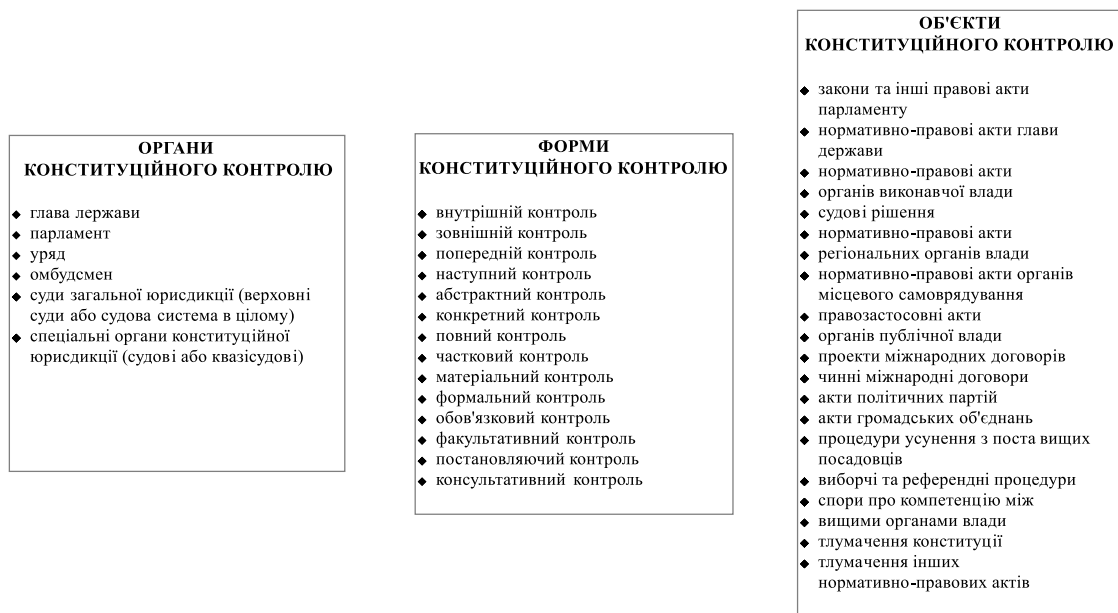 ОРГАНИ
КОНСТИТУЦІЙНОГО КОНТРОЛЮ
◆ глава лержави
◆ парламент
◆ уряд
◆ омбудсмен
◆ суди загальної юрисдикції (верховні
суди або судова система в цілому)
◆ спеціальні органи конституційної
юрисдикції (судові або квазісудові)
ФОРМИ
КОНСТИТУЦІЙНОГО КОНТРОЛЮ
◆ внутрішній контроль
◆ зовнішній контроль
◆ попередній контроль
◆ наступний контроль
◆ абстрактний контроль
◆ конкретний контроль
◆ повний контроль
◆ частковий контроль
◆ матеріальний контроль
◆ формальний контроль
◆ обов'язковий контроль
◆ факультативний контроль
◆ постановляючий контроль
◆ консультативний контроль
ОБ'ЄКТИ
КОНСТИТУЦІЙНОГО КОНТРОЛЮ
◆ закони та інші правові акти
парламенту
◆ нормативно-правові акти глави
держави
◆ нормативно-правові акти
◆ органів виконавчої влади
◆ судові рішення
◆ нормативно-правові акти
◆ регіональних органів влади
◆ нормативно-правові акти органів
місцевого самоврядування
◆ правозастосовні акти
◆ органів публічної влади
◆ проекти міжнародних договорів
◆ чинні міжнародні договори
◆ акти політичних партій
◆ акти громадських об'єднань
◆ процедури усунення з поста вищих
посадовців
◆ виборчі та референдні процедури
◆ спори про компетенцію між
◆ вищими органами влади
◆ тлумачення конституції
◆ тлумачення інших
нормативно-правових актів